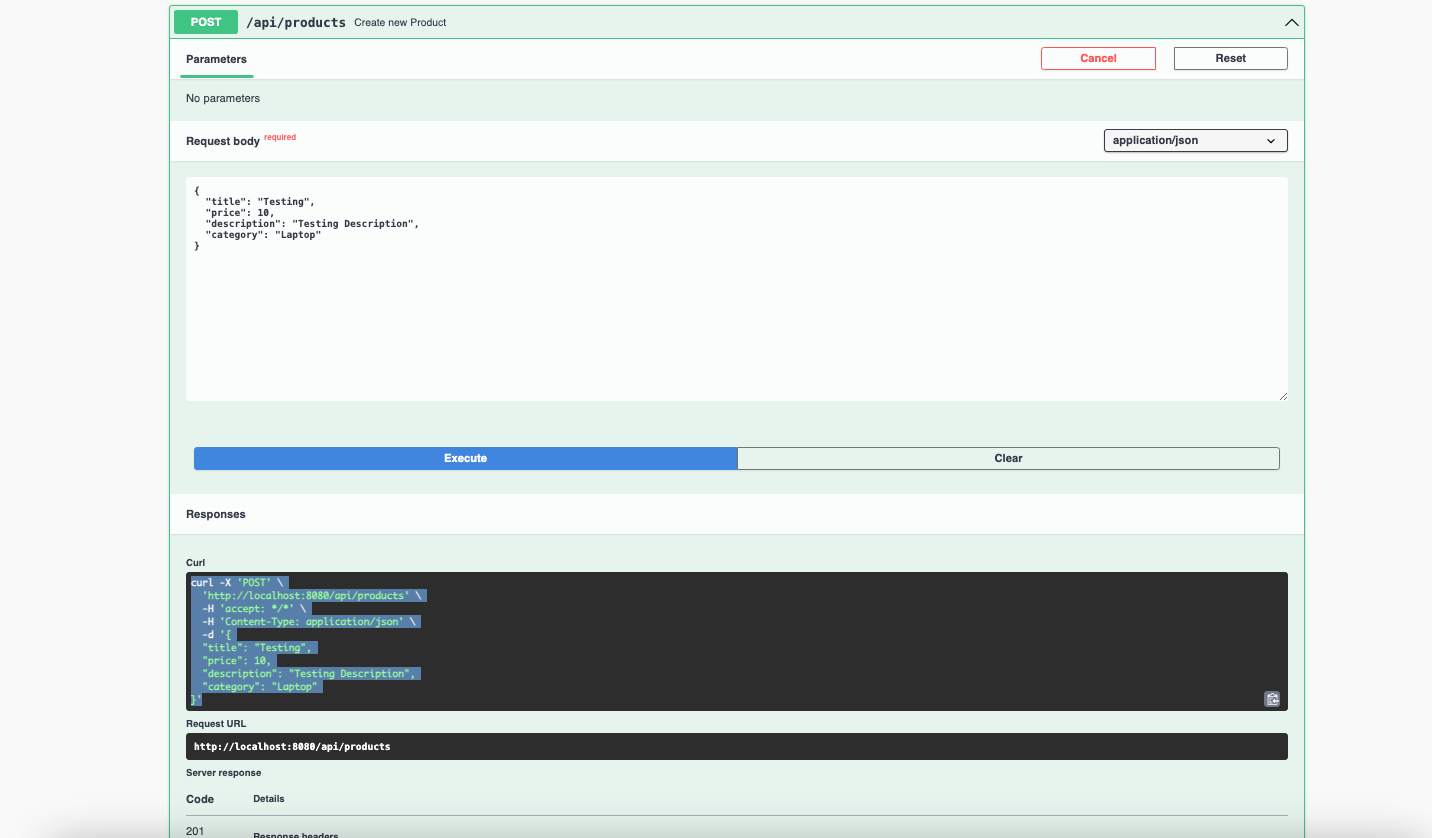 POST /api/products Create new Product
Parameters
Cancel
Reset
No parameters
Request body required
application/json
{
  "title": "Testing",
  "price": 10,
  "description": "Testing Description",
  "category": "Laptop"
}
Execute
Clear
Responses
Curl
curl -X 'POST' \
  'http://localhost:8080/api/products' \
  -H 'accept: */*' \
  -H 'Content-Type: application/json' \
  -d '{
  "title": "Testing",
  "price": 10,
  "description": "Testing Description",
  "category": "Laptop"
}'
Request URL
http://localhost:8080/api/products
Server response
Code Details
201
Response headers